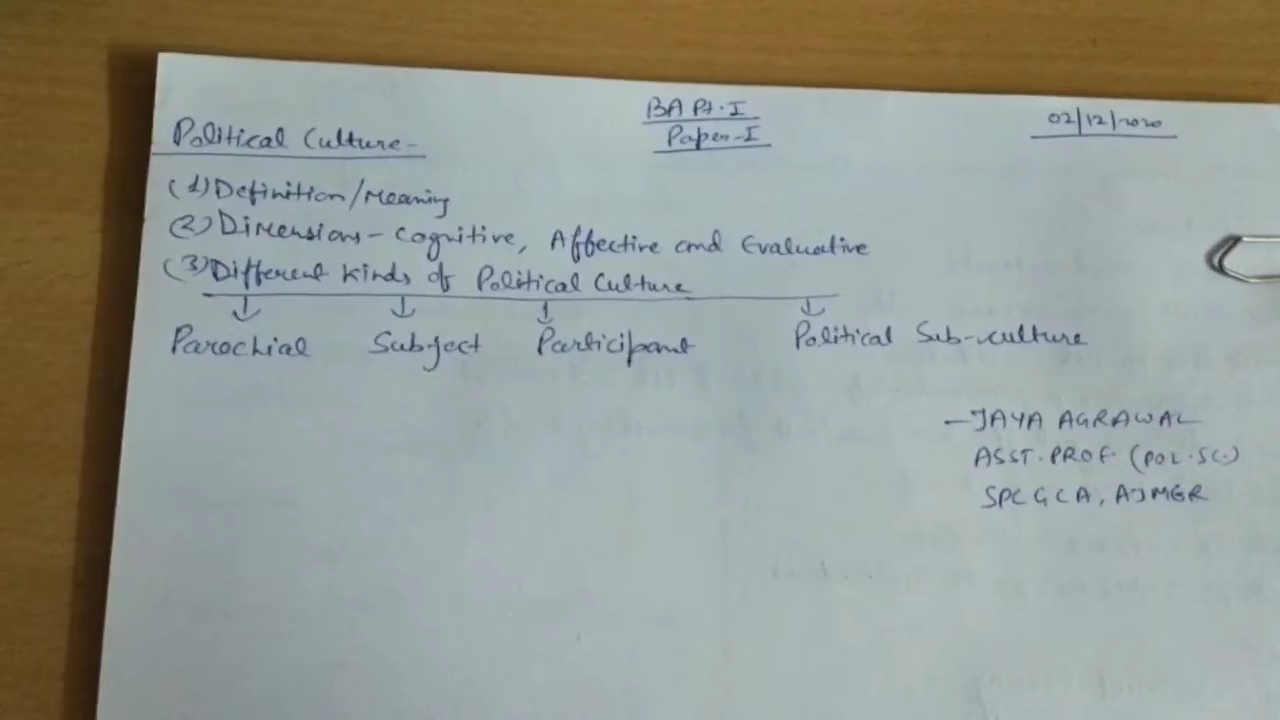 BA Pt.I
Paper-I
02/12/2020
Political Culture-
(1) Definition/Meaning
(2) Dimensions - Cognitive, Affective and Evaluative
(3) Different Kinds of Political Culture
Parochial Subject Participant Political Sub-culture
- JAYA AGRAWAL
ASST. PROF. (POL.SC.)
SPCGCA, AJMER